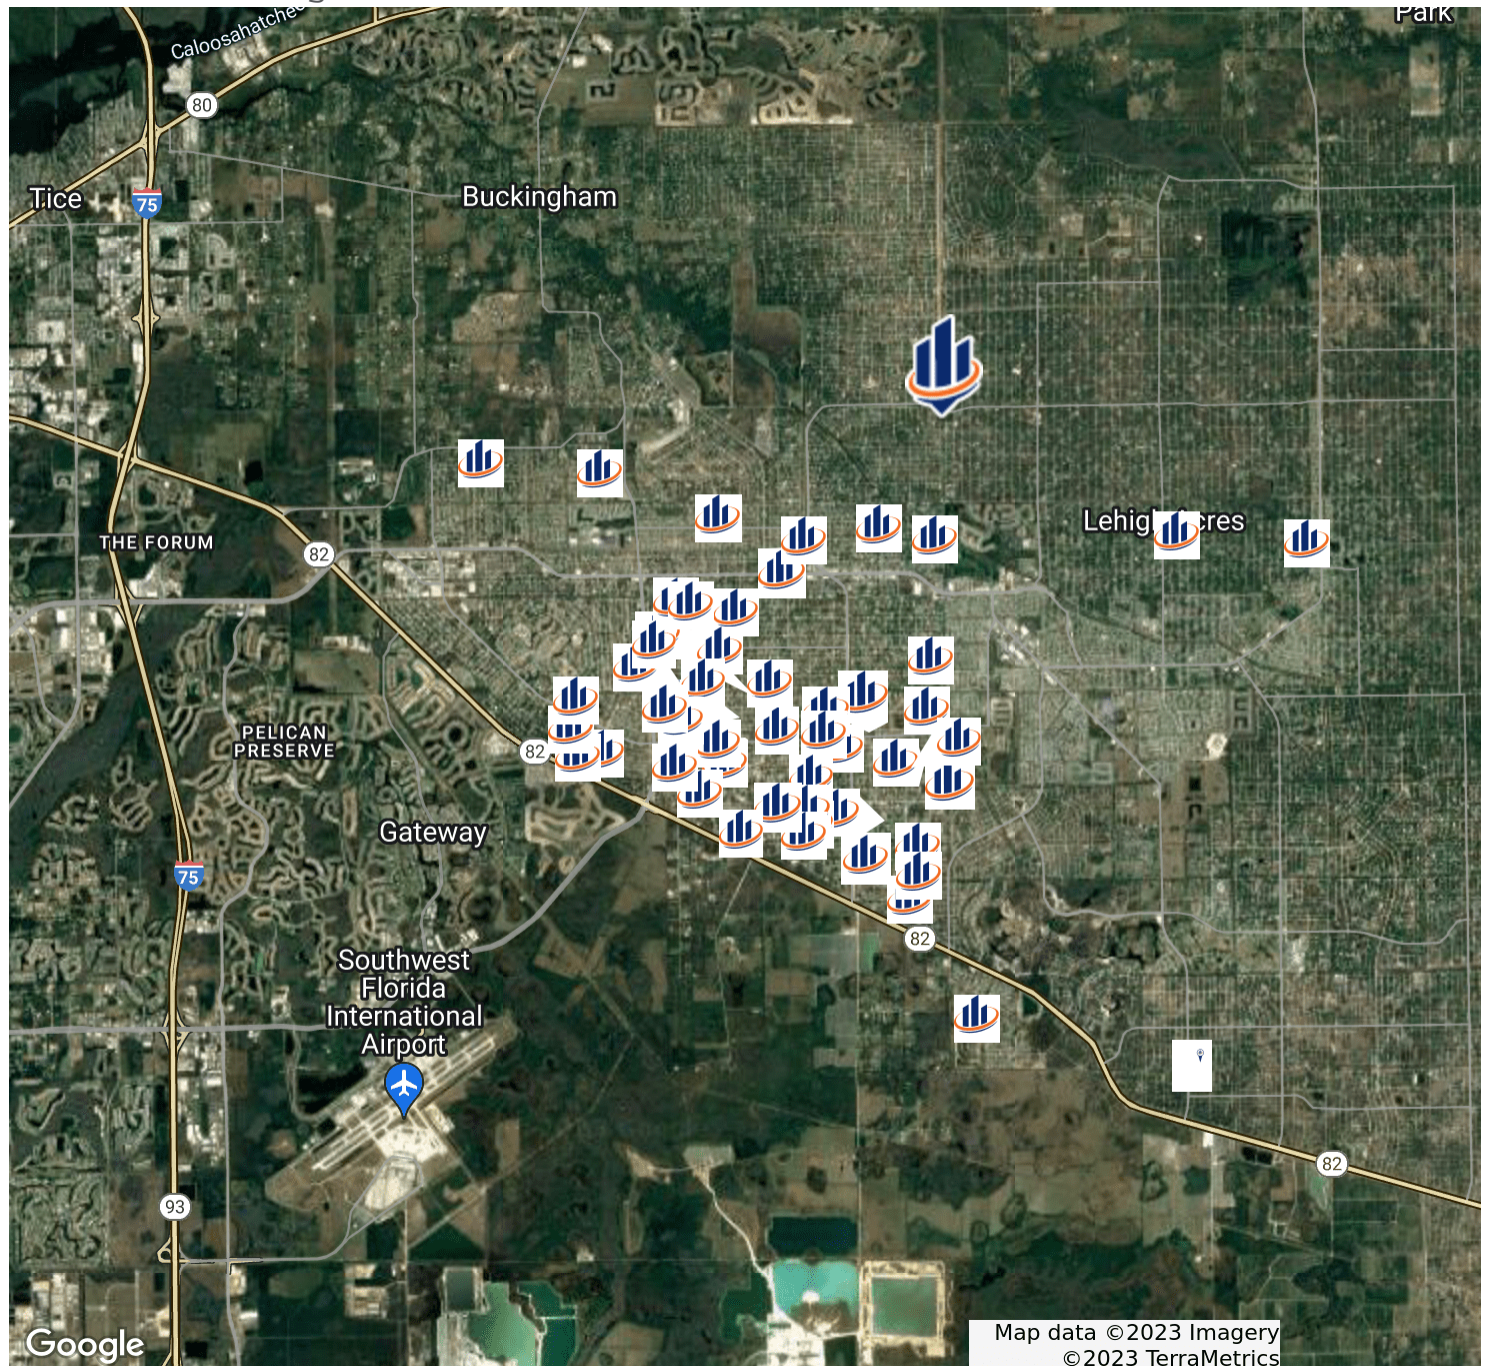 Park
Caloosahatchee
80
Tice
75
Buckingham
Lehigh Acres
THE FORUM
82
PELICAN
PRESERVE
82
Gateway
75
82
Southwest
Florida
International
Airport
82
93
Google
Map data ©2023 Imagery
©2023 TerraMetrics